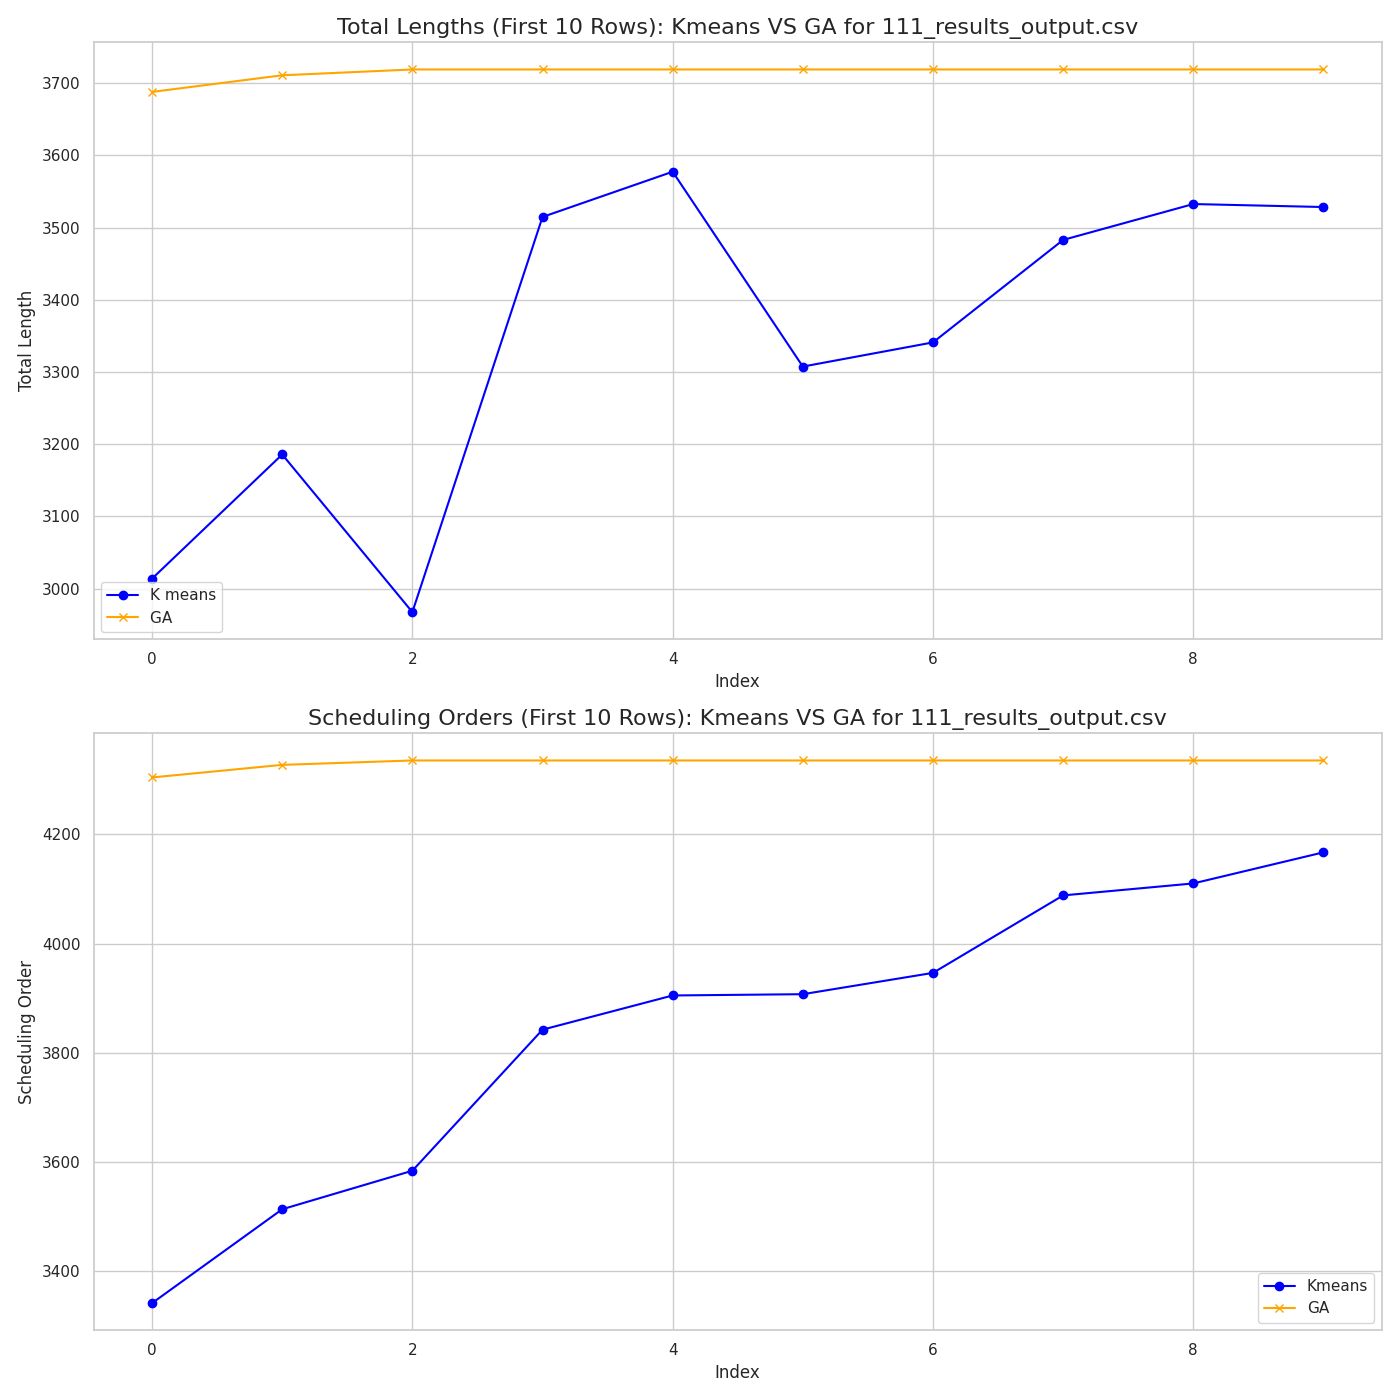 Total Lengths (First 10 Rows): Kmeans VS GA for 111_results_output.csv
3700
3600
3500
3400
3300
3200
3100
3000
Total Length
K means
GA
0 2 4 6 8
Index
Scheduling Orders (First 10 Rows): Kmeans VS GA for 111_results_output.csv
4200
4000
3800
3600
3400
Scheduling Order
Kmeans
GA
0 2 4 6 8
Index